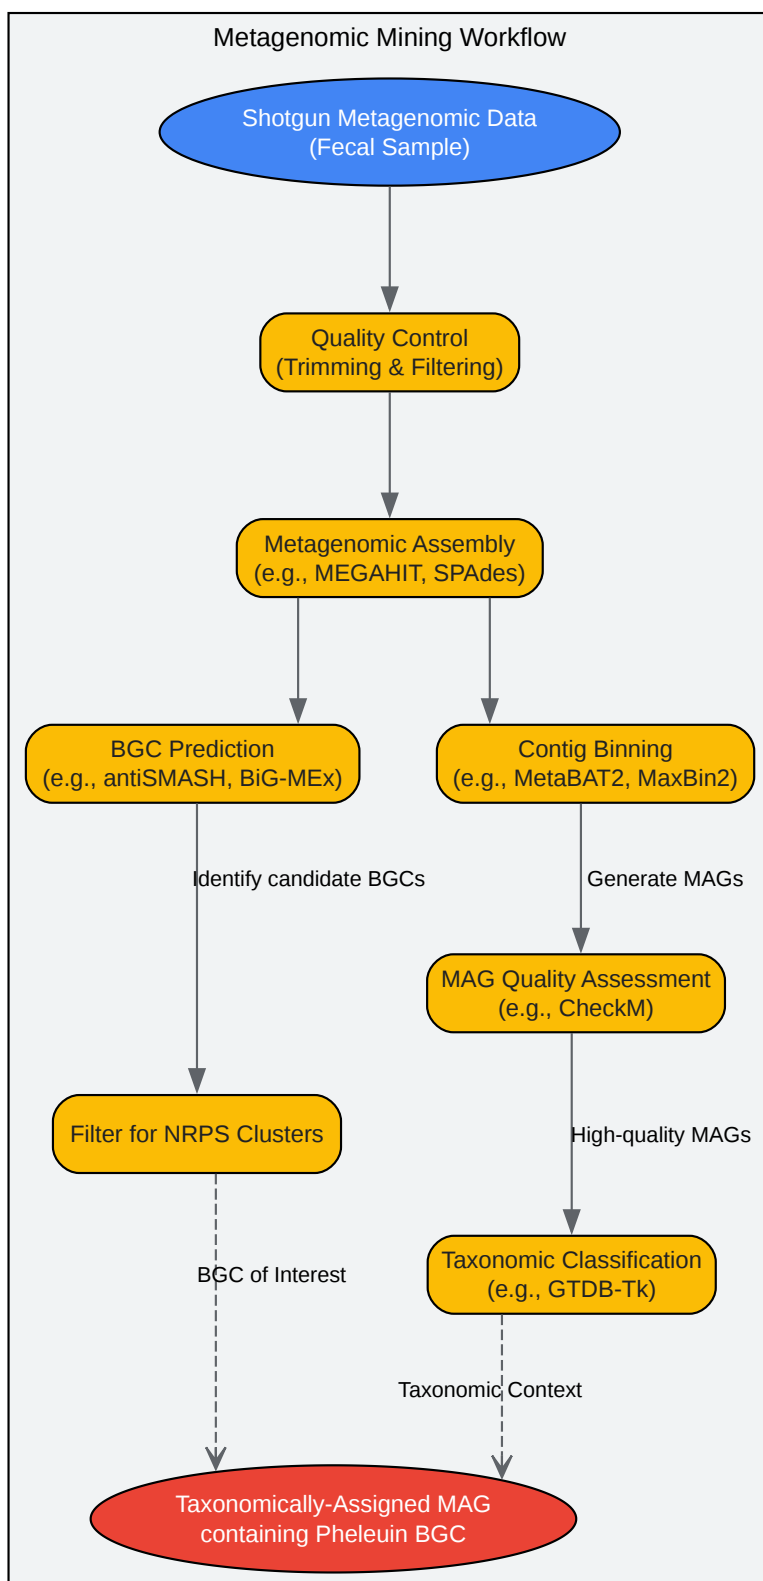 Metagenomic Mining Workflow
Shotgun Metagenomic Data
(Fecal Sample)
Quality Control
(Trimming & Filtering)
Metagenomic Assembly
(e.g., MEGAHIT, SPAdes)
BGC Prediction
(e.g., antiSMASH, BiG-MEx)
Contig Binning
(e.g., MetaBAT2, MaxBin2)
Identify candidate BGCs
Generate MAGs
MAG Quality Assessment
(e.g., CheckM)
Filter for NRPS Clusters
High-quality MAGs
BGC of Interest
Taxonomic Classification
(e.g., GTDB-Tk)
Taxonomic Context
Taxonomically-Assigned MAG
containing Pheleuin BGC